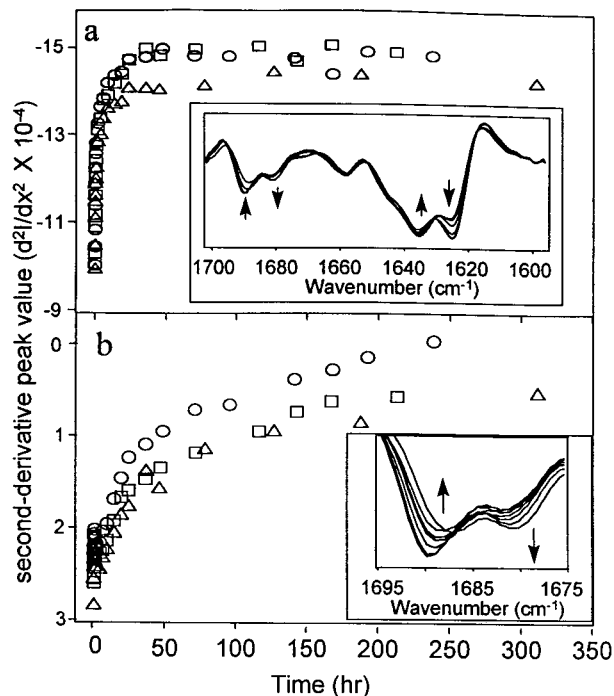 second-derivative peak value (d²I/dx² X 10⁻⁴)
a
-15
-13
-11
-9
1700 1680 1660 1640 1620 1600
Wavenumber (cm⁻¹)
b
0
1
2
3
1695 1685 1675
Wavenumber (cm⁻¹)
0 50 100 150 200 250 300 350
Time (hr)